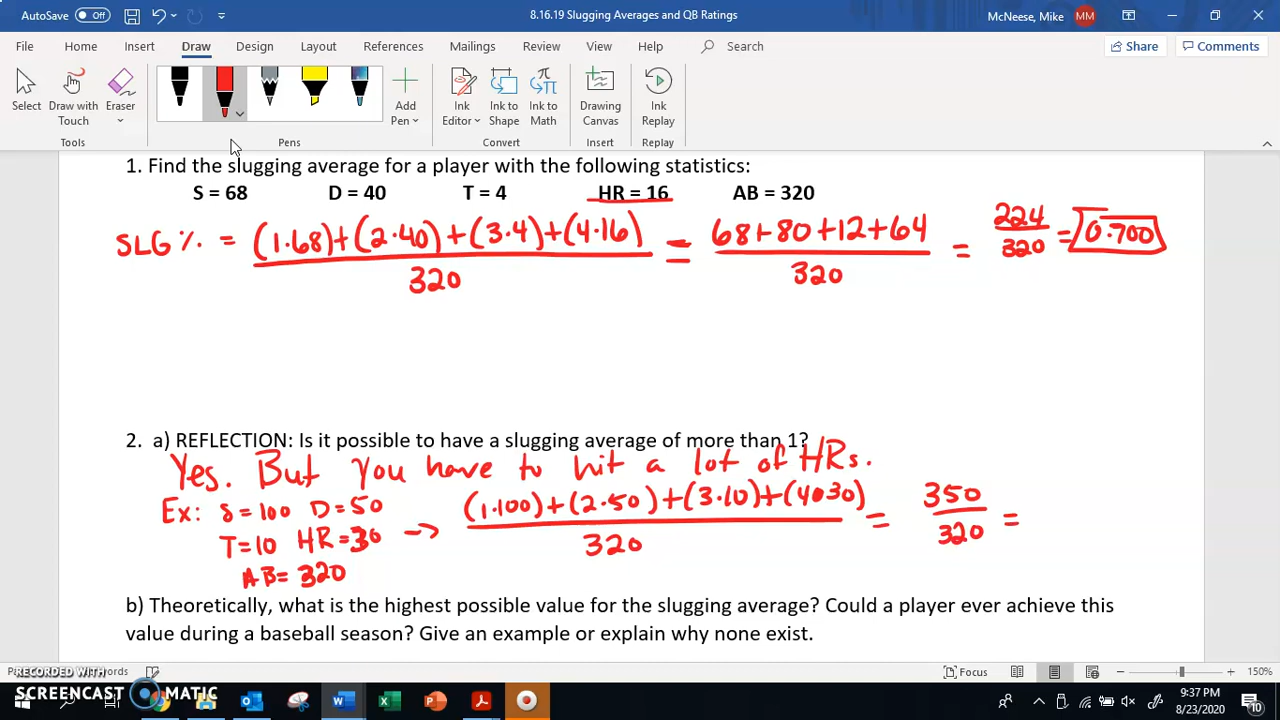 AutoSave Off 8.16.19 Slugging Averages and QB Ratings McNeese, Mike MM
File Home Insert Draw Design Layout References Mailings Review View Help Search Share Comments
Select Draw with Touch Eraser Add Pen Ink Editor Ink to Shape Ink to Math Drawing Canvas Ink Replay
Tools Pens Convert Insert Replay
1. Find the slugging average for a player with the following statistics:
S = 68 D = 40 T = 4 HR = 16 AB = 320
SLG % = (1·68)+(2·40)+(3·4)+(4·16) / 320 = 68+80+12+64 / 320 = 224 / 320 = 0.700
2. a) REFLECTION: Is it possible to have a slugging average of more than 1?
Yes. But you have to hit a lot of HRs.
Ex: S=100 D=50
T=10 HR=30
AB=320
→ (1·100)+(2·50)+(3·10)+(4·30) / 320 = 350 / 320 =
b) Theoretically, what is the highest possible value for the slugging average? Could a player ever achieve this
value during a baseball season? Give an example or explain why none exist.
words Focus 150%
RECORDED WITH
SCREENCAST MATIC
9:37 PM
8/23/2020
10